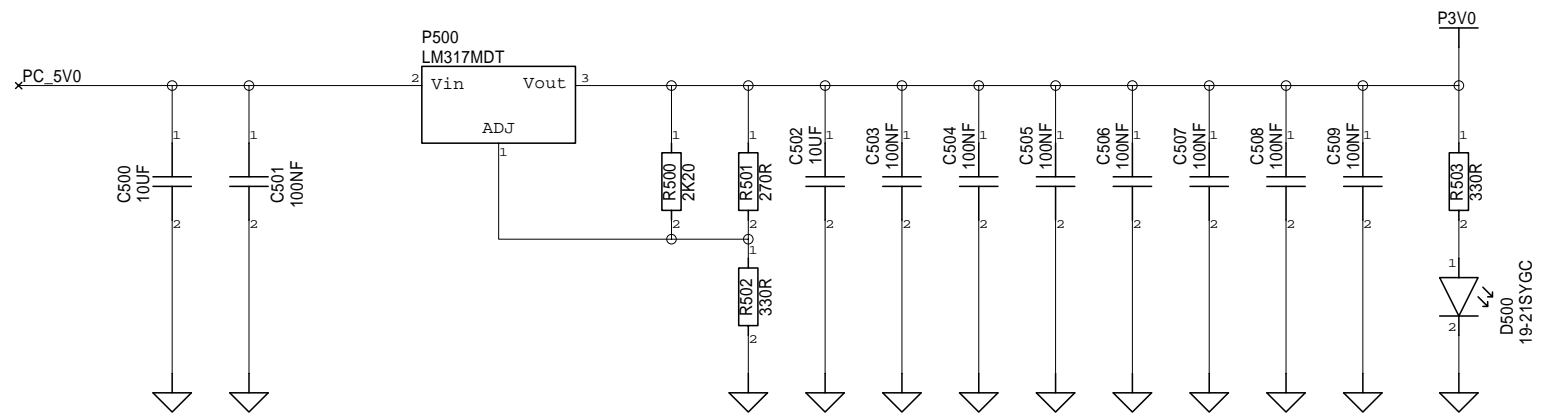 P3V0
P500
LM317MDT
PC_5V0
2
Vin
Vout
3
ADJ
1
1
2
C500
10UF
1
2
C501
100NF
1
2
R500
2K20
1
2
R501
270R
1
2
R502
330R
1
2
C502
10UF
1
2
C503
100NF
1
2
C504
100NF
1
2
C505
100NF
1
2
C506
100NF
1
2
C507
100NF
1
2
C508
100NF
1
2
C509
100NF
1
2
R503
330R
1
2
D500
19-21SYGC